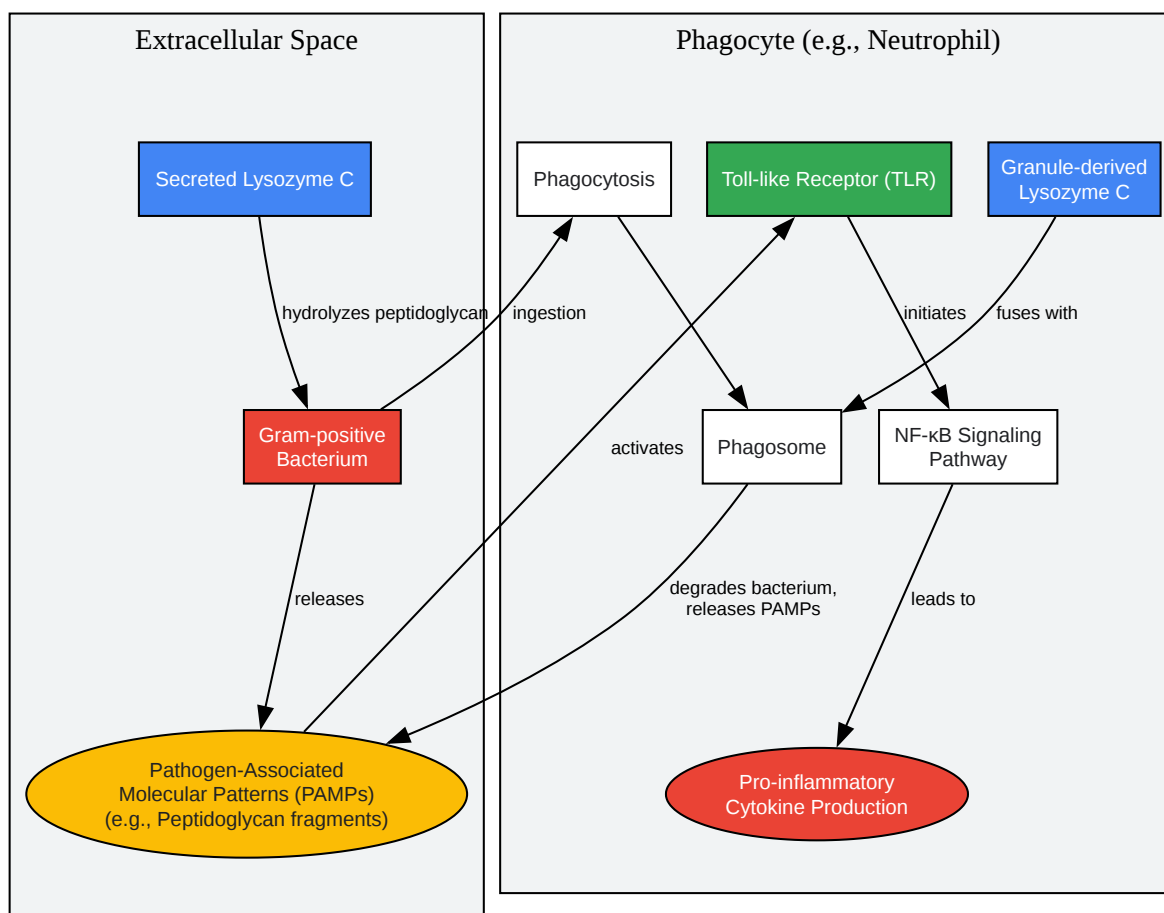 Extracellular Space
Phagocyte (e.g., Neutrophil)
Secreted Lysozyme C
Phagocytosis
Toll-like Receptor (TLR)
Granule-derived
Lysozyme C
hydrolyzes peptidoglycan
ingestion
initiates
fuses with
Gram-positive
Bacterium
activates
Phagosome
NF-κB Signaling
Pathway
releases
degrades bacterium,
releases PAMPs
leads to
Pathogen-Associated
Molecular Patterns (PAMPs)
(e.g., Peptidoglycan fragments)
Pro-inflammatory
Cytokine Production